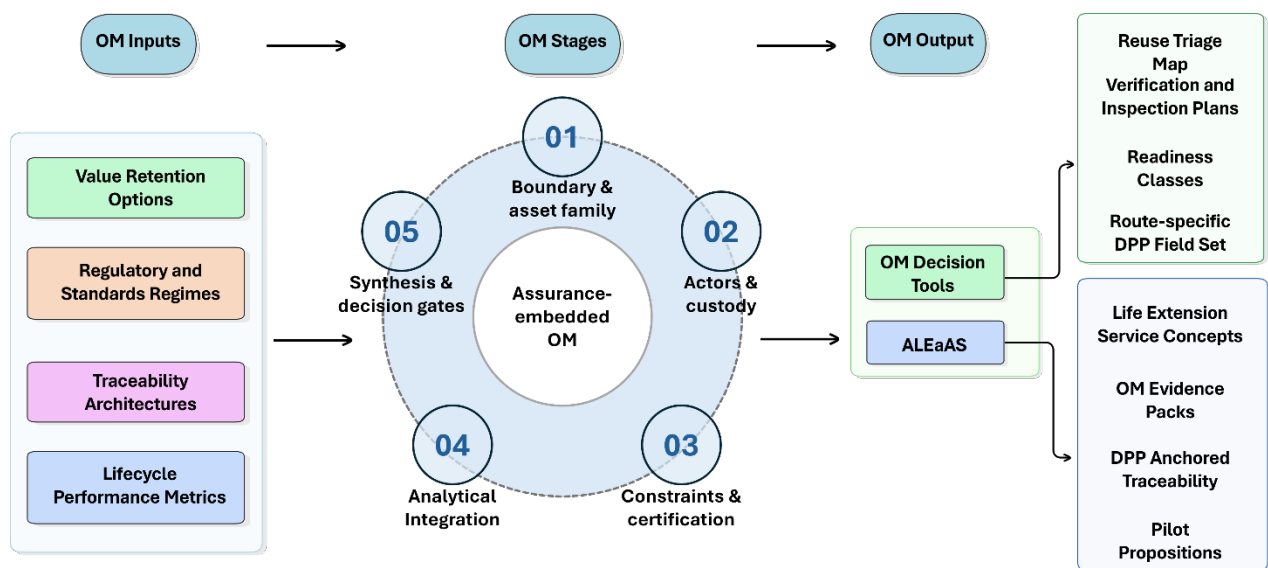 OM Inputs
OM Stages
OM Output
Value Retention
Options
Regulatory and
Standards Regimes
Traceability
Architectures
Lifecycle
Performance Metrics
01
Boundary &
asset family
02
Actors &
custody
03
Constraints &
certification
04
Analytical
Integration
05
Synthesis &
decision gates
Assurance-
embedded
OM
OM Decision
Tools
ALEaAS
Reuse Triage
Map
Verification and
Inspection Plans
Readiness
Classes
Route-specific
DPP Field Set
Life Extension
Service Concepts
OM Evidence
Packs
DPP Anchored
Traceability
Pilot
Propositions